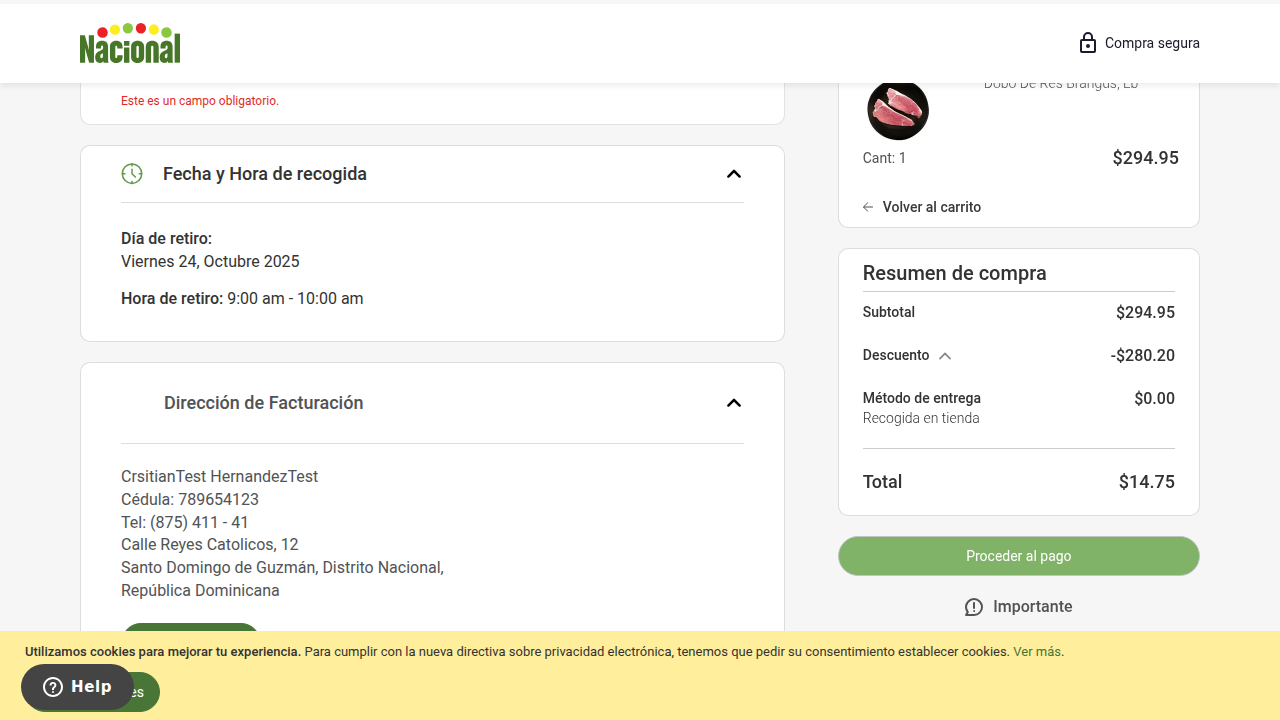 Nacional
Compra segura
Este es un campo obligatorio.
Fecha y Hora de recogida
Día de retiro:
Viernes 24, Octubre 2025
Hora de retiro: 9:00 am - 10:00 am
Dirección de Facturación
CrsitianTest HernandezTest
Cédula: 789654123
Tel: (875) 411 - 41
Calle Reyes Catolicos, 12
Santo Domingo de Guzmán, Distrito Nacional,
República Dominicana
Bobo De Res Brangus, Lb
Cant: 1 $294.95
Volver al carrito
Resumen de compra
Subtotal $294.95
Descuento -$280.20
Método de entrega $0.00
Recogida en tienda
Total $14.75
Proceder al pago
Importante
Utilizamos cookies para mejorar tu experiencia. Para cumplir con la nueva directiva sobre privacidad electrónica, tenemos que pedir su consentimiento establecer cookies. Ver más.
Help
es